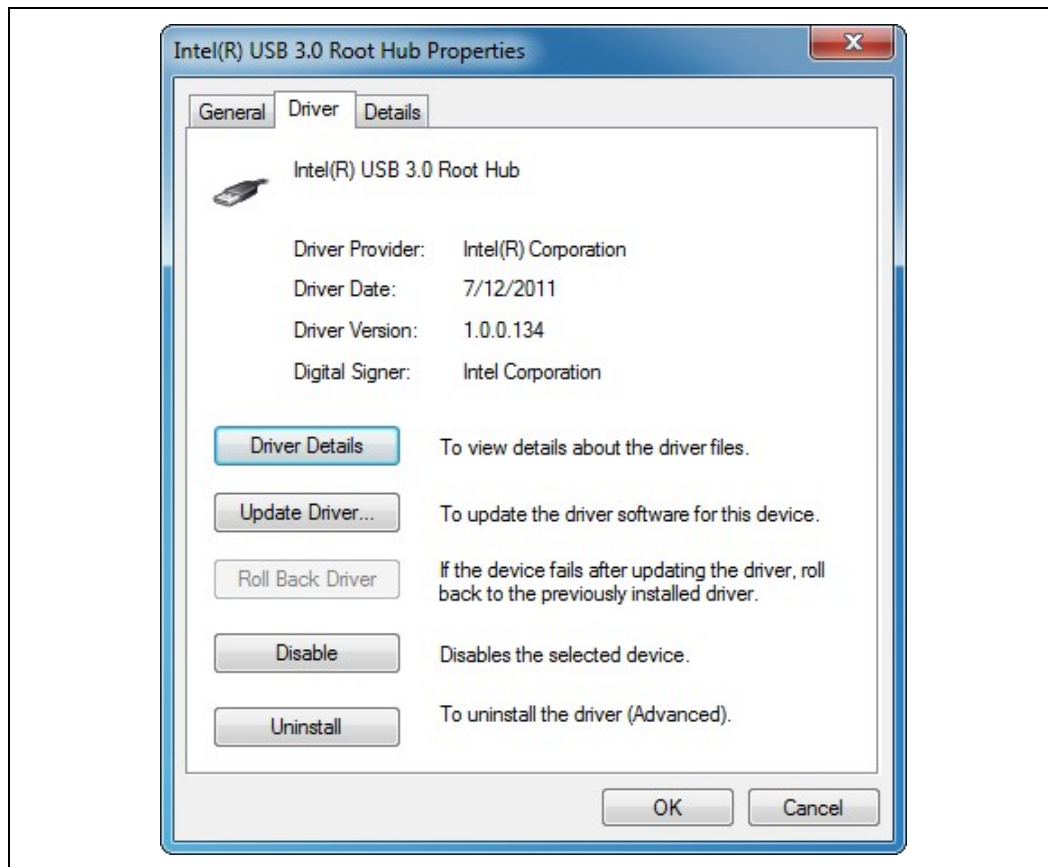 Intel(R) USB 3.0 Root Hub Properties
General Driver Details
Intel(R) USB 3.0 Root Hub
Driver Provider: Intel(R) Corporation
Driver Date: 7/12/2011
Driver Version: 1.0.0.134
Digital Signer: Intel Corporation
Driver Details To view details about the driver files.
Update Driver... To update the driver software for this device.
Roll Back Driver If the device fails after updating the driver, roll
back to the previously installed driver.
Disable Disables the selected device.
Uninstall To uninstall the driver (Advanced).
OK Cancel